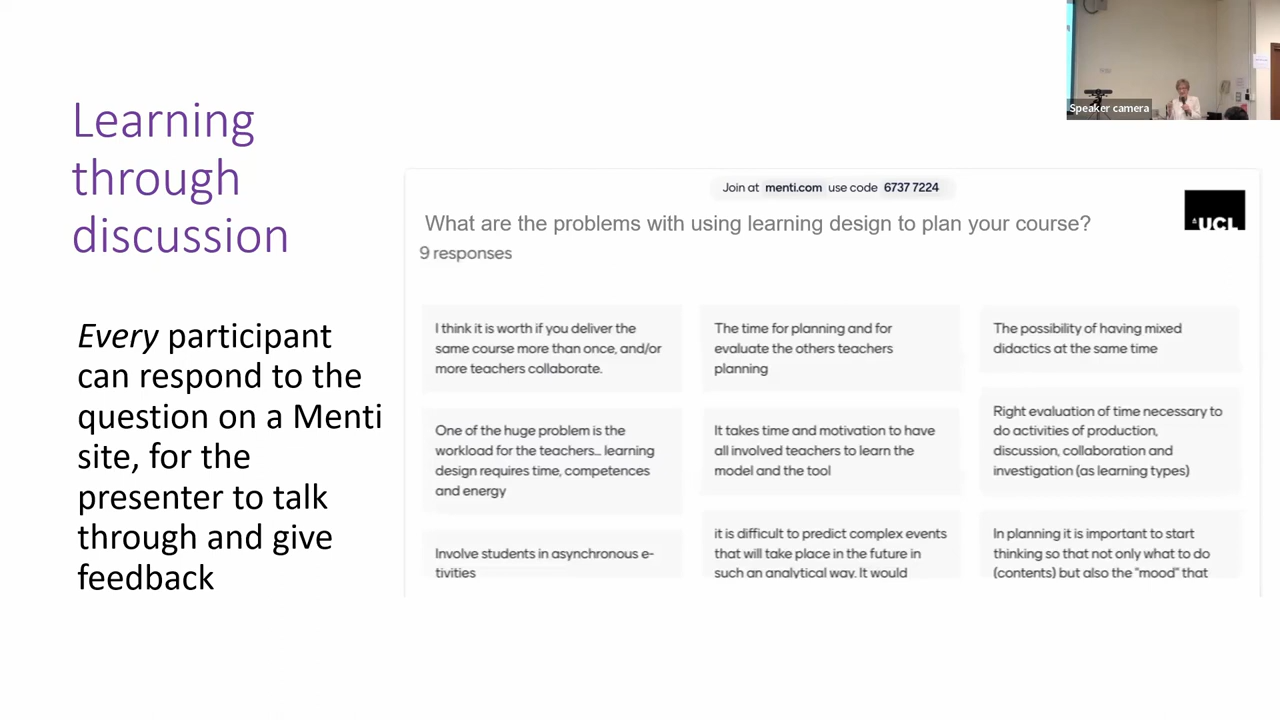 Learning
through
discussion
Every participant
can respond to the
question on a Menti
site, for the
presenter to talk
through and give
feedback
Speaker camera
Join at menti.com use code 6737 7224
UCL
What are the problems with using learning design to plan your course?
9 responses
I think it is worth if you deliver the
same course more than once, and/or
more teachers collaborate.
One of the huge problem is the
workload for the teachers... learning
design requires time, competences
and energy
Involve students in asynchronous e-
tivities
The time for planning and for
evaluate the others teachers
planning
It takes time and motivation to have
all involved teachers to learn the
model and the tool
it is difficult to predict complex events
that will take place in the future in
such an analytical way. It would
The possibility of having mixed
didactics at the same time
Right evaluation of time necessary to
do activities of production,
discussion, collaboration and
investigation (as learning types)
In planning it is important to start
thinking so that not only what to do
(contents) but also the "mood" that